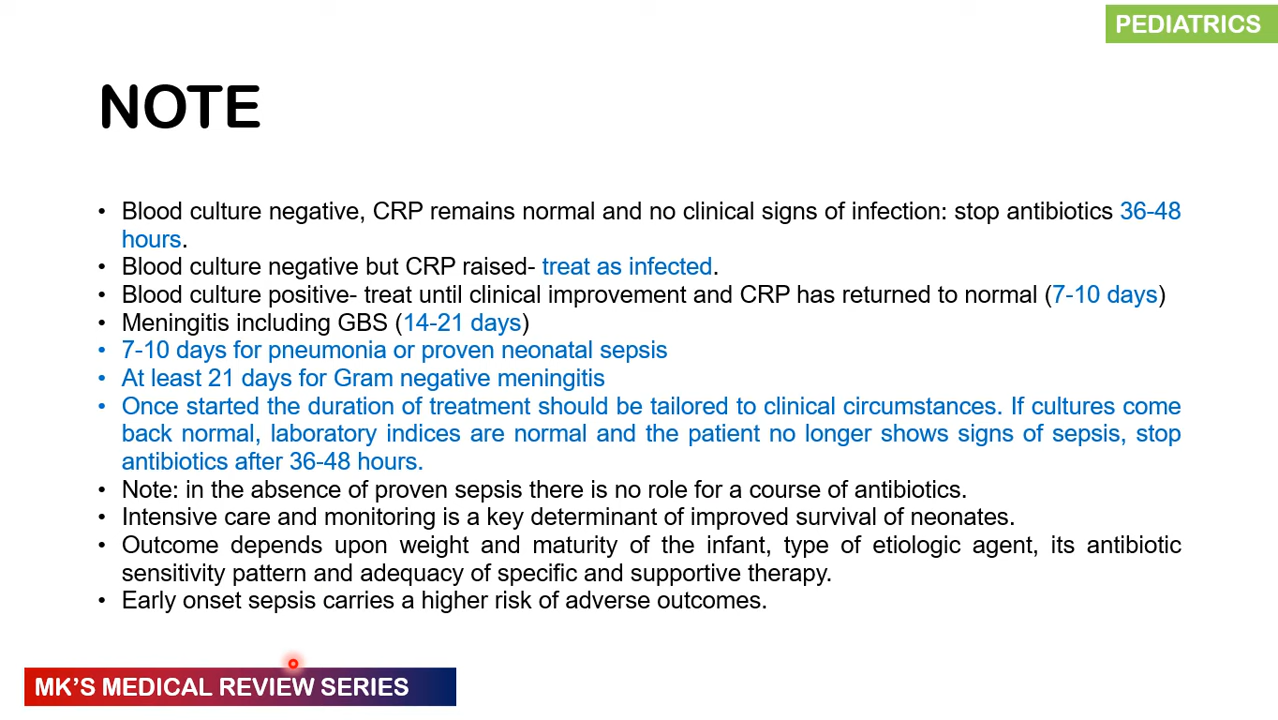 PEDIATRICS
NOTE
• Blood culture negative, CRP remains normal and no clinical signs of infection: stop antibiotics 36-48
hours.
• Blood culture negative but CRP raised- treat as infected.
• Blood culture positive- treat until clinical improvement and CRP has returned to normal (7-10 days)
• Meningitis including GBS (14-21 days)
• 7-10 days for pneumonia or proven neonatal sepsis
• At least 21 days for Gram negative meningitis
• Once started the duration of treatment should be tailored to clinical circumstances. If cultures come
back normal, laboratory indices are normal and the patient no longer shows signs of sepsis, stop
antibiotics after 36-48 hours.
• Note: in the absence of proven sepsis there is no role for a course of antibiotics.
• Intensive care and monitoring is a key determinant of improved survival of neonates.
• Outcome depends upon weight and maturity of the infant, type of etiologic agent, its antibiotic
sensitivity pattern and adequacy of specific and supportive therapy.
• Early onset sepsis carries a higher risk of adverse outcomes.
MK'S MEDICAL REVIEW SERIES